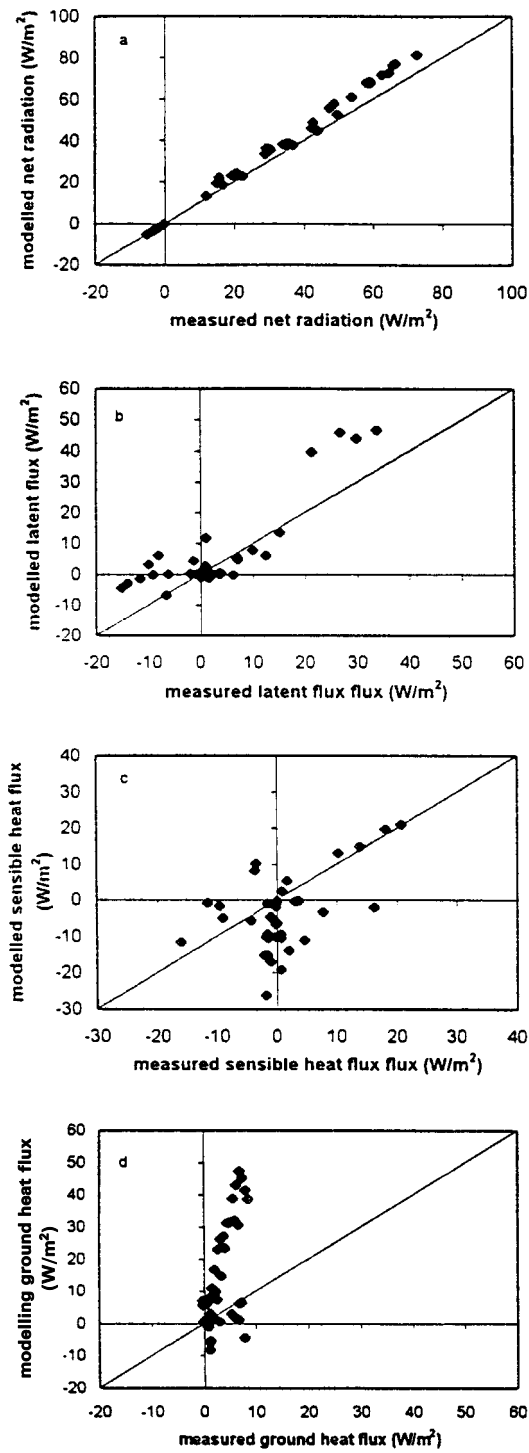 modelled net radiation (W/m²)
a
100
80
60
40
20
0
-20
-20 0 20 40 60 80 100
measured net radiation (W/m²)
modelled latent flux (W/m²)
b
60
50
40
30
20
10
0
-10
-20
-20 -10 0 10 20 30 40 50 60
measured latent flux flux (W/m²)
modelled sensible heat flux
(W/m²)
c
40
30
20
10
0
-10
-20
-30
-30 -20 -10 0 10 20 30 40
measured sensible heat flux flux (W/m²)
modelling ground heat flux
(W/m²)
d
60
50
40
30
20
10
0
-10
-20
-20 -10 0 10 20 30 40 50 60
measured ground heat flux (W/m²)